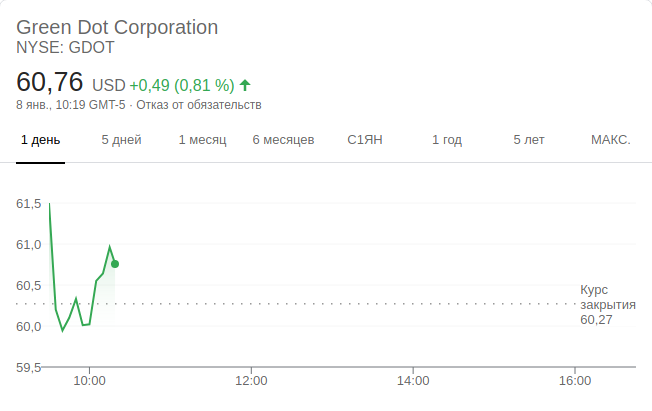 Green Dot Corporation
NYSE: GDOT
60,76 USD +0,49 (0,81 %)
8 янв., 10:19 GMT-5 · Отказ от обязательств
1 день 5 дней 1 месяц 6 месяцев С1ЯН 1 год 5 лет МАКС.
61,5
61,0
60,5
60,0
59,5
Курс
закрытия
60,27
10:00 12:00 14:00 16:00